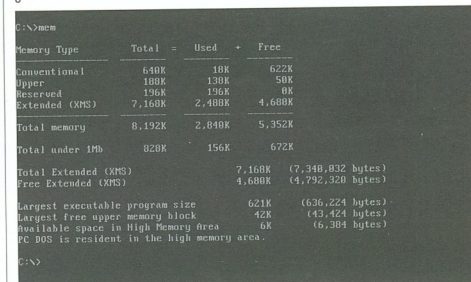 C:\>mem
Memory Type Total = Used + Free
Conventional 640K 18K 622K
Upper 188K 138K 50K
Reserved 196K 196K 0K
Extended (XMS) 7,168K 2,488K 4,680K
Total memory 8,192K 2,840K 5,352K
Total under 1Mb 828K 156K 672K
Total Extended (XMS) 7,168K (7,340,032 bytes)
Free Extended (XMS) 4,680K (4,792,320 bytes)
Largest executable program size 621K (636,224 bytes)
Largest free upper memory block 42K (43,424 bytes)
Available space in High Memory Area 6K (6,384 bytes)
PC DOS is resident in the high memory area.
C:\>